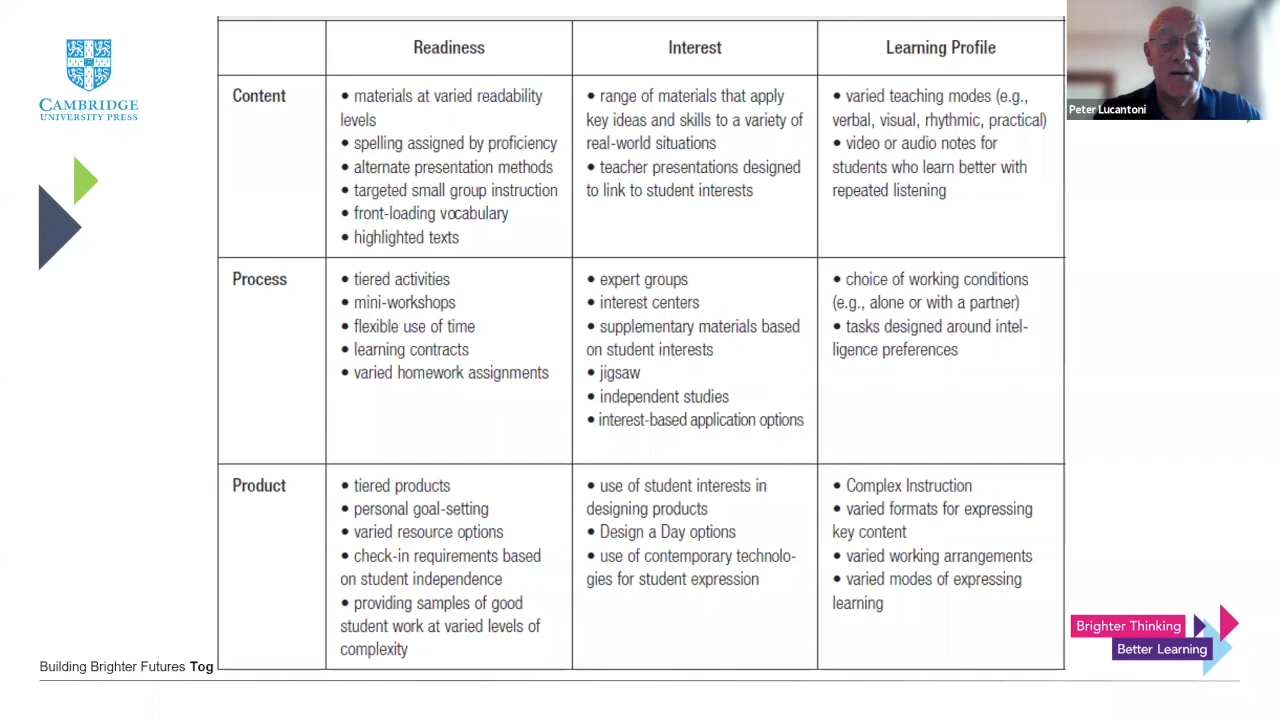 CAMBRIDGE
UNIVERSITY PRESS
Peter Lucantoni
Readiness
Interest
Learning Profile
Content
• materials at varied readability
levels
• spelling assigned by proficiency
• alternate presentation methods
• targeted small group instruction
• front-loading vocabulary
• highlighted texts
• range of materials that apply
key ideas and skills to a variety of
real-world situations
• teacher presentations designed
to link to student interests
• varied teaching modes (e.g.,
verbal, visual, rhythmic, practical)
• video or audio notes for
students who learn better with
repeated listening
Process
• tiered activities
• mini-workshops
• flexible use of time
• learning contracts
• varied homework assignments
• expert groups
• interest centers
• supplementary materials based
on student interests
• jigsaw
• independent studies
• interest-based application options
• choice of working conditions
(e.g., alone or with a partner)
• tasks designed around intel-
ligence preferences
Product
• tiered products
• personal goal-setting
• varied resource options
• check-in requirements based
on student independence
• providing samples of good
student work at varied levels of
complexity
• use of student interests in
designing products
• Design a Day options
• use of contemporary technolo-
gies for student expression
• Complex Instruction
• varied formats for expressing
key content
• varied working arrangements
• varied modes of expressing
learning
Brighter Thinking
Better Learning
Building Brighter Futures Tog